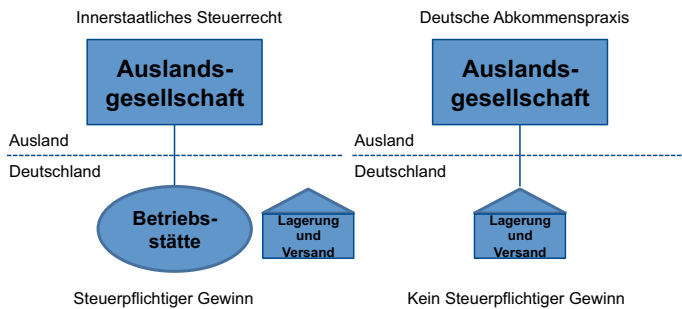 Innerstaatliches Steuerrecht
Auslands-
gesellschaft
Ausland
Deutschland
Betriebs-
stätte
Lagerung
und
Versand
Steuerpflichtiger Gewinn
Deutsche Abkommenspraxis
Auslands-
gesellschaft
Ausland
Deutschland
Lagerung
und
Versand
Kein Steuerpflichtiger Gewinn